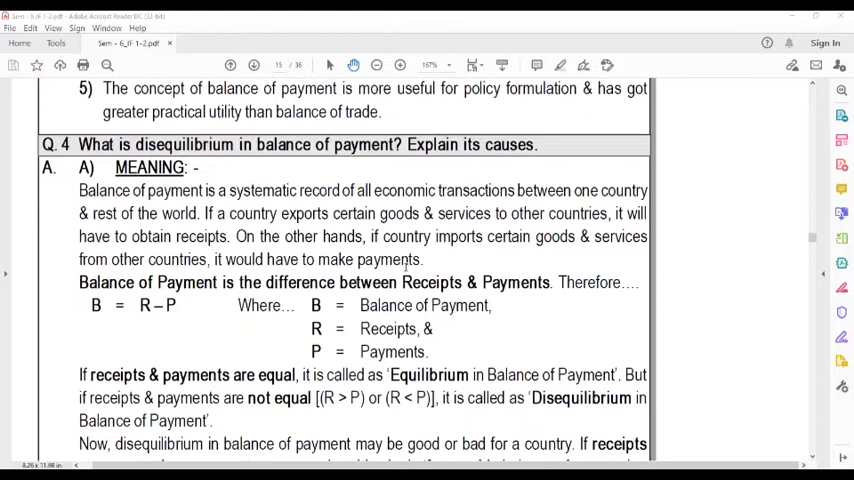 Sem - 6_IF 1-2.pdf - Adobe Acrobat Reader DC (32-bit)
File Edit View Sign Window Help
Home Tools Sem - 6_IF 1-2.pdf × Sign In
15 / 36 167%
5) The concept of balance of payment is more useful for policy formulation & has got
greater practical utility than balance of trade.
Q. 4 What is disequilibrium in balance of payment? Explain its causes.
A. A) MEANING: -
Balance of payment is a systematic record of all economic transactions between one country
& rest of the world. If a country exports certain goods & services to other countries, it will
have to obtain receipts. On the other hands, if country imports certain goods & services
from other countries, it would have to make payments.
Balance of Payment is the difference between Receipts & Payments. Therefore….
B = R – P Where… B = Balance of Payment,
R = Receipts, &
P = Payments.
If receipts & payments are equal, it is called as ‘Equilibrium in Balance of Payment’. But
if receipts & payments are not equal [(R > P) or (R < P)], it is called as ‘Disequilibrium in
Balance of Payment’.
Now, disequilibrium in balance of payment may be good or bad for a country. If receipts
8.26 x 11.69 in